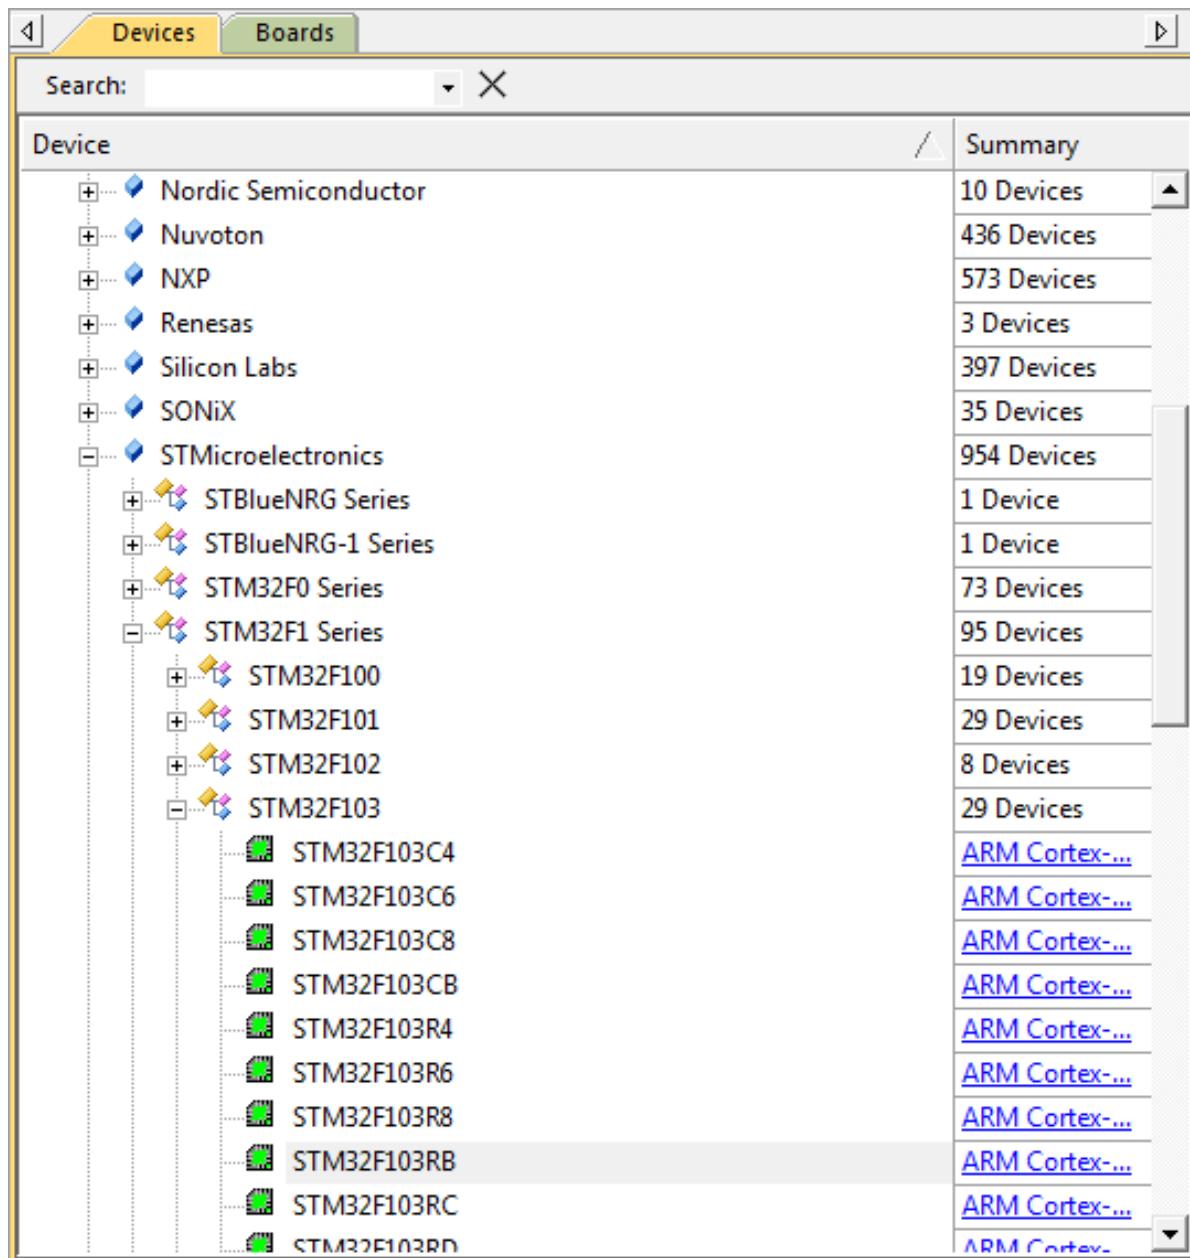 Devices Boards
Search:
Device Summary
Nordic Semiconductor 10 Devices
Nuvoton 436 Devices
NXP 573 Devices
Renesas 3 Devices
Silicon Labs 397 Devices
SONiX 35 Devices
STMicroelectronics 954 Devices
STBlueNRG Series 1 Device
STBlueNRG-1 Series 1 Device
STM32F0 Series 73 Devices
STM32F1 Series 95 Devices
STM32F100 19 Devices
STM32F101 29 Devices
STM32F102 8 Devices
STM32F103 29 Devices
STM32F103C4 ARM Cortex-...
STM32F103C6 ARM Cortex-...
STM32F103C8 ARM Cortex-...
STM32F103CB ARM Cortex-...
STM32F103R4 ARM Cortex-...
STM32F103R6 ARM Cortex-...
STM32F103R8 ARM Cortex-...
STM32F103RB ARM Cortex-...
STM32F103RC ARM Cortex-...
STM32F103RD ARM Cortex-...